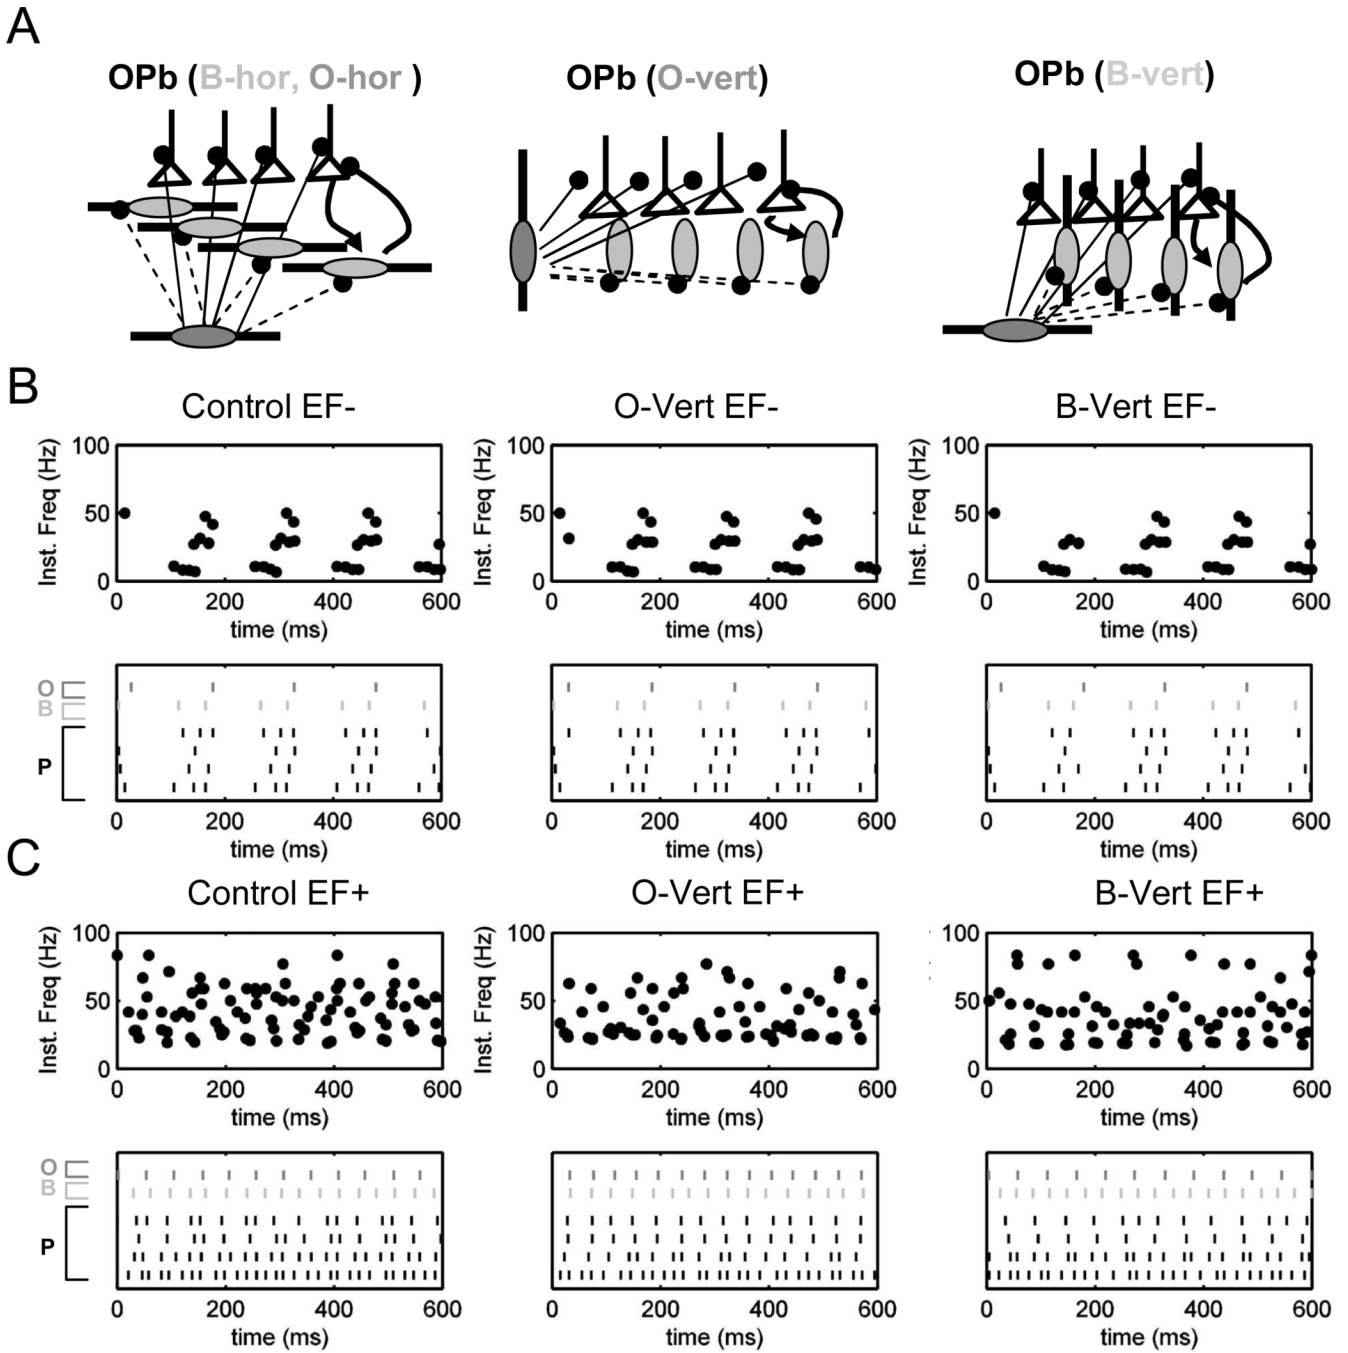 A
OPb (B-hor, O-hor ) OPb (O-vert) OPb (B-vert)
B
Control EF- O-Vert EF- B-Vert EF-
100 100 100
Inst. Freq (Hz) Inst. Freq (Hz) Inst. Freq (Hz)
50 50 50
0 0 0
0 200 400 600 0 200 400 600 0 200 400 600
time (ms) time (ms) time (ms)
O
B
P
0 200 400 600 0 200 400 600 0 200 400 600
time (ms) time (ms) time (ms)
C
Control EF+ O-Vert EF+ B-Vert EF+
100 100 100
Inst. Freq (Hz) Inst. Freq (Hz)
50 50 50
0 0 0
0 200 400 600 0 200 400 600 0 200 400 600
time (ms) time (ms) time (ms)
O
B
P
0 200 400 600 0 200 400 600 0 200 400 600
time (ms) time (ms) time (ms)